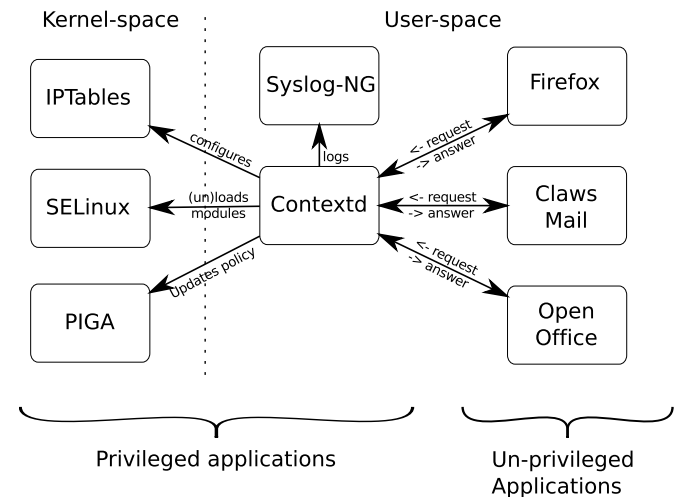 Kernel-space
User-space
IPTables
Syslog-NG
Firefox
configures
logs
<- request
-> answer
SELinux
(un)loads
modules
Contextd
<- request
-> answer
Claws
Mail
Updates policy
<- request
-> answer
PIGA
Open
Office
Privileged applications
Un-privileged
Applications